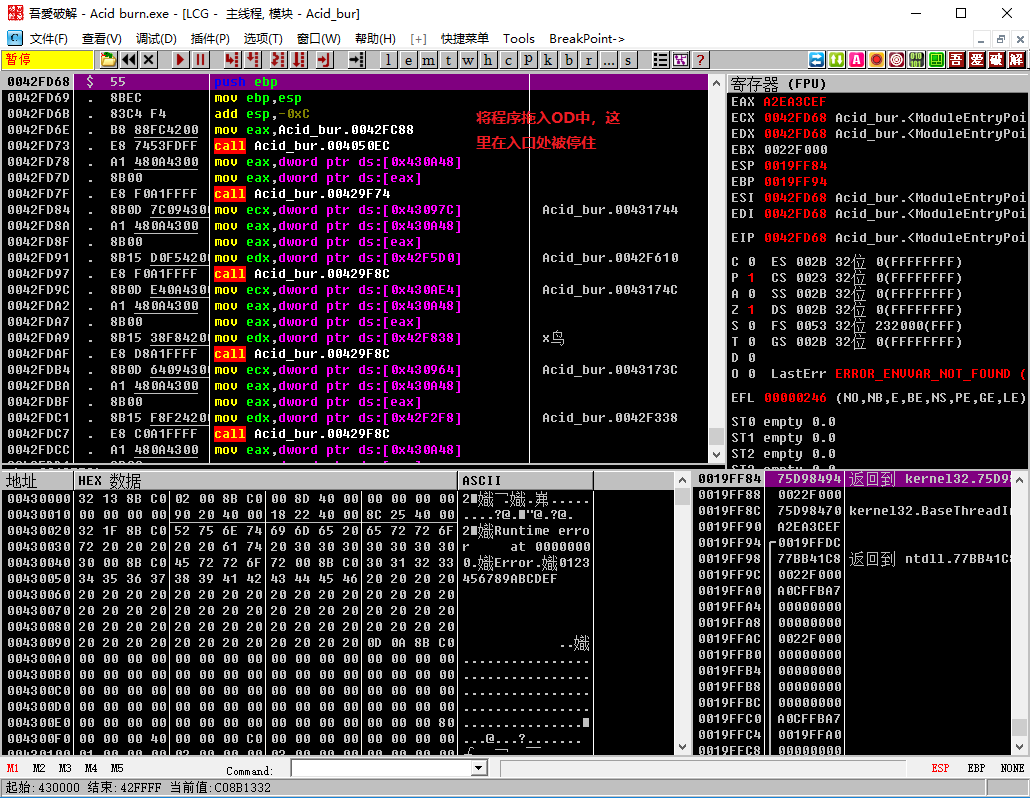 吾爱破解 - Acid burn.exe - [LCG - 主线程, 模块 - Acid_bur]
文件(F) 查看(V) 调试(D) 插件(P) 选项(T) 窗口(W) 帮助(H) [+] 快捷菜单 Tools BreakPoint->
暂停 l e m t w h c p k b r ... s ? 吾 爱 破 解
0042FD68 $ 55 push ebp
0042FD69 . 8BEC mov ebp,esp
0042FD6B . 83C4 F4 add esp,-0xC
0042FD6E . B8 88FC4200 mov eax,Acid_bur.0042FC88
0042FD73 . E8 7453FDFF call Acid_bur.004050EC
0042FD78 . A1 480A4300 mov eax,dword ptr ds:[0x430A48]
0042FD7D . 8B00 mov eax,dword ptr ds:[eax]
0042FD7F . E8 F0A1FFFF call Acid_bur.00429F74
0042FD84 . 8B0D 7C09430 mov ecx,dword ptr ds:[0x43097C] Acid_bur.00431744
0042FD8A . A1 480A4300 mov eax,dword ptr ds:[0x430A48]
0042FD8F . 8B00 mov eax,dword ptr ds:[eax]
0042FD91 . 8B15 D0F5420 mov edx,dword ptr ds:[0x42F5D0] Acid_bur.0042F610
0042FD97 . E8 F0A1FFFF call Acid_bur.00429F8C
0042FD9C . 8B0D E40A430 mov ecx,dword ptr ds:[0x430AE4] Acid_bur.0043174C
0042FDA2 . A1 480A4300 mov eax,dword ptr ds:[0x430A48]
0042FDA7 . 8B00 mov eax,dword ptr ds:[eax]
0042FDA9 . 8B15 38F8420 mov edx,dword ptr ds:[0x42F838] x鸟
0042FDAF . E8 D8A1FFFF call Acid_bur.00429F8C
0042FDB4 . 8B0D 6409430 mov ecx,dword ptr ds:[0x430964] Acid_bur.0043173C
0042FDBA . A1 480A4300 mov eax,dword ptr ds:[0x430A48]
0042FDBF . 8B00 mov eax,dword ptr ds:[eax]
0042FDC1 . 8B15 F8F2420 mov edx,dword ptr ds:[0x42F2F8] Acid_bur.0042F338
0042FDC7 . E8 C0A1FFFF call Acid_bur.00429F8C
0042FDCC . A1 480A4300 mov eax,dword ptr ds:[0x430A48]
将程序拖入OD中，这
里在入口处被停住
寄存器 (FPU)
EAX A2EA3CEF
ECX 0042FD68 Acid_bur.<ModuleEntryPoi
EDX 0042FD68 Acid_bur.<ModuleEntryPoi
EBX 0022F000
ESP 0019FF84
EBP 0019FF94
ESI 0042FD68 Acid_bur.<ModuleEntryPoi
EDI 0042FD68 Acid_bur.<ModuleEntryPoi
EIP 0042FD68 Acid_bur.<ModuleEntryPoi
C 0 ES 002B 32位 0(FFFFFFFF)
P 1 CS 0023 32位 0(FFFFFFFF)
A 0 SS 002B 32位 0(FFFFFFFF)
Z 1 DS 002B 32位 0(FFFFFFFF)
S 0 FS 0053 32位 232000(FFF)
T 0 GS 002B 32位 0(FFFFFFFF)
D 0
O 0 LastErr ERROR_ENVVAR_NOT_FOUND (
EFL 00000246 (NO,NB,E,BE,NS,PE,GE,LE)
ST0 empty 0.0
ST1 empty 0.0
ST2 empty 0.0
地址 HEX 数据 ASCII
00430000 32 13 8B C0 02 00 8B C0 00 8D 40 00 00 00 00 00
00430010 00 00 00 00 90 20 40 00 18 22 40 00 8C 25 40 00
00430020 32 1F 8B C0 52 75 6E 74 69 6D 65 20 65 72 72 6F Runtime erro
00430030 72 20 20 20 20 20 61 74 20 30 30 30 30 30 30 30 r at 0000000
00430040 30 00 8B C0 45 72 72 6F 72 00 8B C0 30 31 32 33 0.嬂Error.嬂0123
00430050 34 35 36 37 38 39 41 42 43 44 45 46 20 20 20 20 456789ABCDEF
00430060 20 20 20 20 20 20 20 20 20 20 20 20 20 20 20 20
00430070 20 20 20 20 20 20 20 20 20 20 20 20 20 20 20 20
00430080 20 20 20 20 20 20 20 20 20 20 20 20 20 20 20 20
00430090 20 20 20 20 20 20 20 20 20 20 20 20 0D 0A 8B C0 ..嬂
004300A0 00 00 00 00 00 00 00 00 00 00 00 00 00 00 00 00 ................
004300B0 00 00 00 00 00 00 00 00 00 00 00 00 00 00 00 00 ................
004300C0 00 00 00 00 00 00 00 00 00 00 00 00 00 00 00 00 ................
004300D0 00 00 00 00 00 00 00 00 00 00 00 00 00 00 00 00 ................
004300E0 00 00 00 00 00 00 00 00 00 00 00 00 00 00 00 80
004300F0 00 00 00 40 00 00 00 C0 00 00 00 00 00 00 00 00 ...@...?........
0019FF84 75D98494 返回到 kernel32.75D98
0019FF88 0022F000
0019FF8C 75D98470 kernel32.BaseThreadIn
0019FF90 A2EA3CEF
0019FF94 0019FFDC
0019FF98 77BB41C8 返回到 ntdll.77BB41C8
0019FF9C 0022F000
0019FFA0 A0CFFBA7
0019FFA4 00000000
0019FFA8 00000000
0019FFAC 0022F000
0019FFB0 00000000
0019FFB4 00000000
0019FFB8 00000000
0019FFBC 00000000
0019FFC0 A0CFFBA7
0019FFC4 0019FFA0
0019FFC8 00000000
M1 M2 M3 M4 M5 Command: ESP EBP NONE
起始: 430000 结束: 42FFFF 当前值: C08B1332